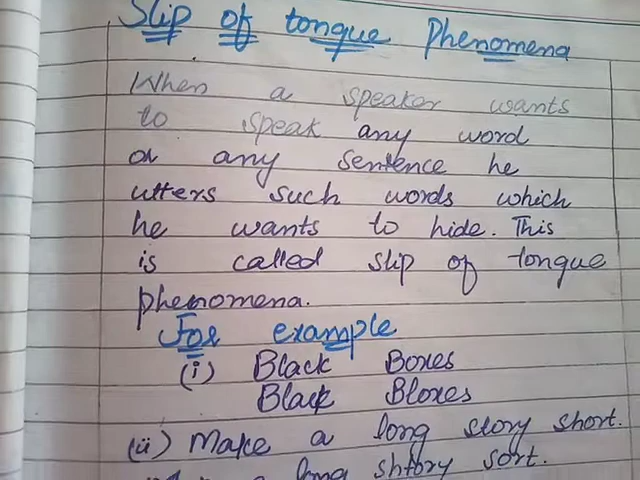 Slip of tongue phenomena
When a speaker wants
to speak any word
or any sentence he
utters such words which
he wants to hide. This
is called slip of tongue
phenomena.
For example
(i) Black Boxes
Black Bloxes
(ii) Make a long story short.
a long shtory sort.